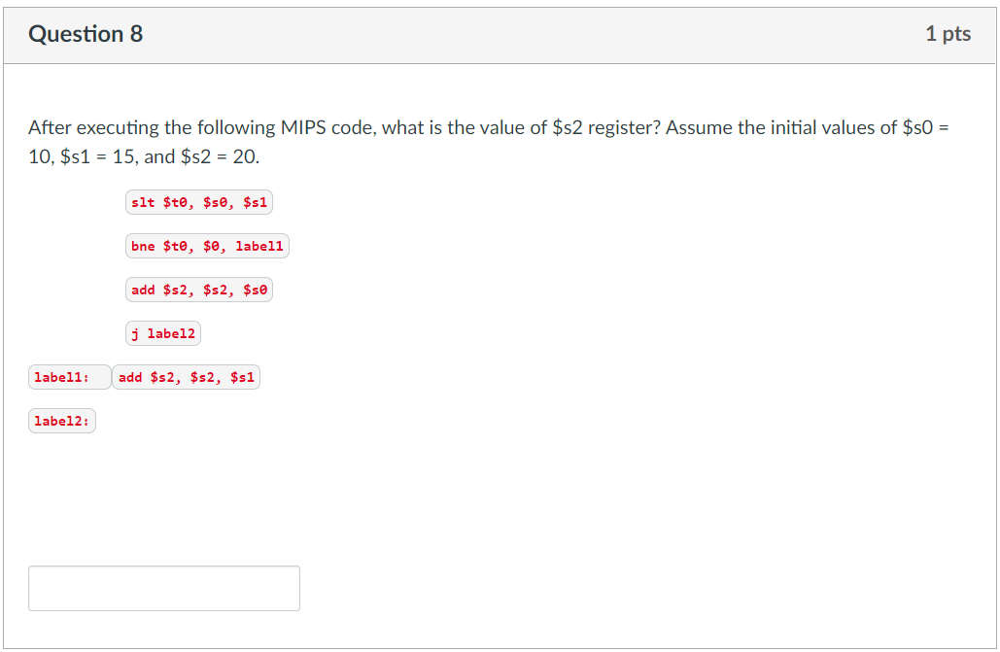 Question 8
1 pts
After executing the following MIPS code, what is the value of $s2 register? Assume the initial values of $s0 =
10, $s1 = 15, and $s2 = 20.
slt $t0, $s0, $s1
bne $t0, $0, label1
add $s2, $s2, $s0
j label2
label1: add $s2, $s2, $s1
label2: